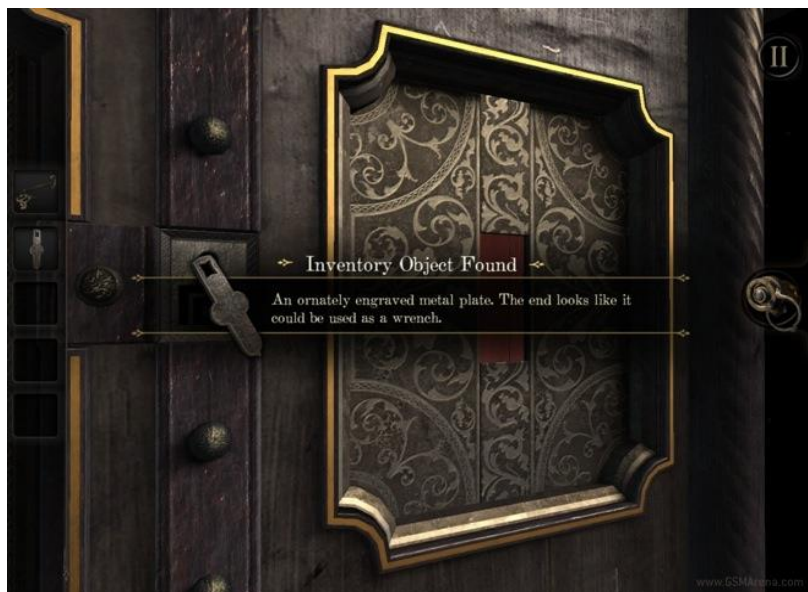 II
Inventory Object Found
An ornately engraved metal plate. The end looks like it
could be used as a wrench.
www.GSMArena.com